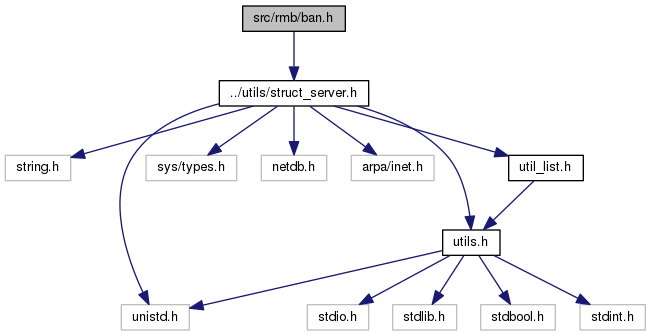 src/rmb/ban.h
../utils/struct_server.h
string.h
sys/types.h
netdb.h
arpa/inet.h
util_list.h
utils.h
unistd.h
stdio.h
stdlib.h
stdbool.h
stdint.h